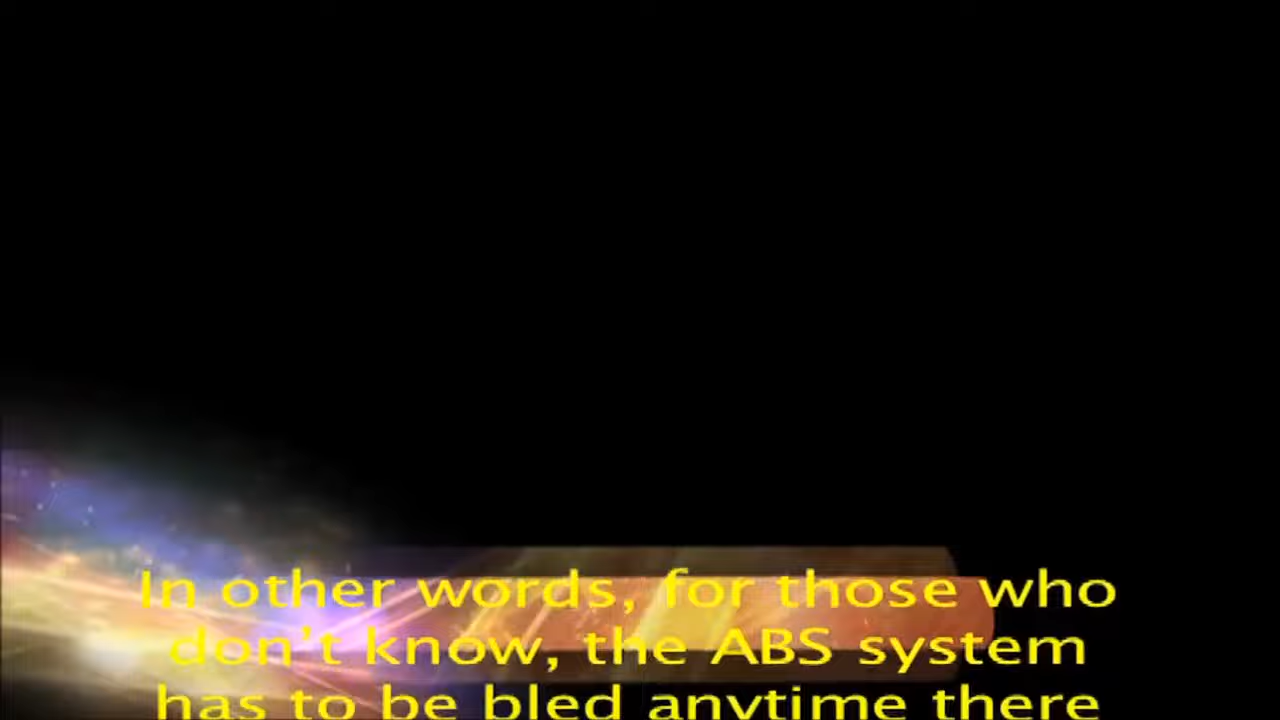 In other words, for those who
don't know, the ABS system
has to be bled anytime there